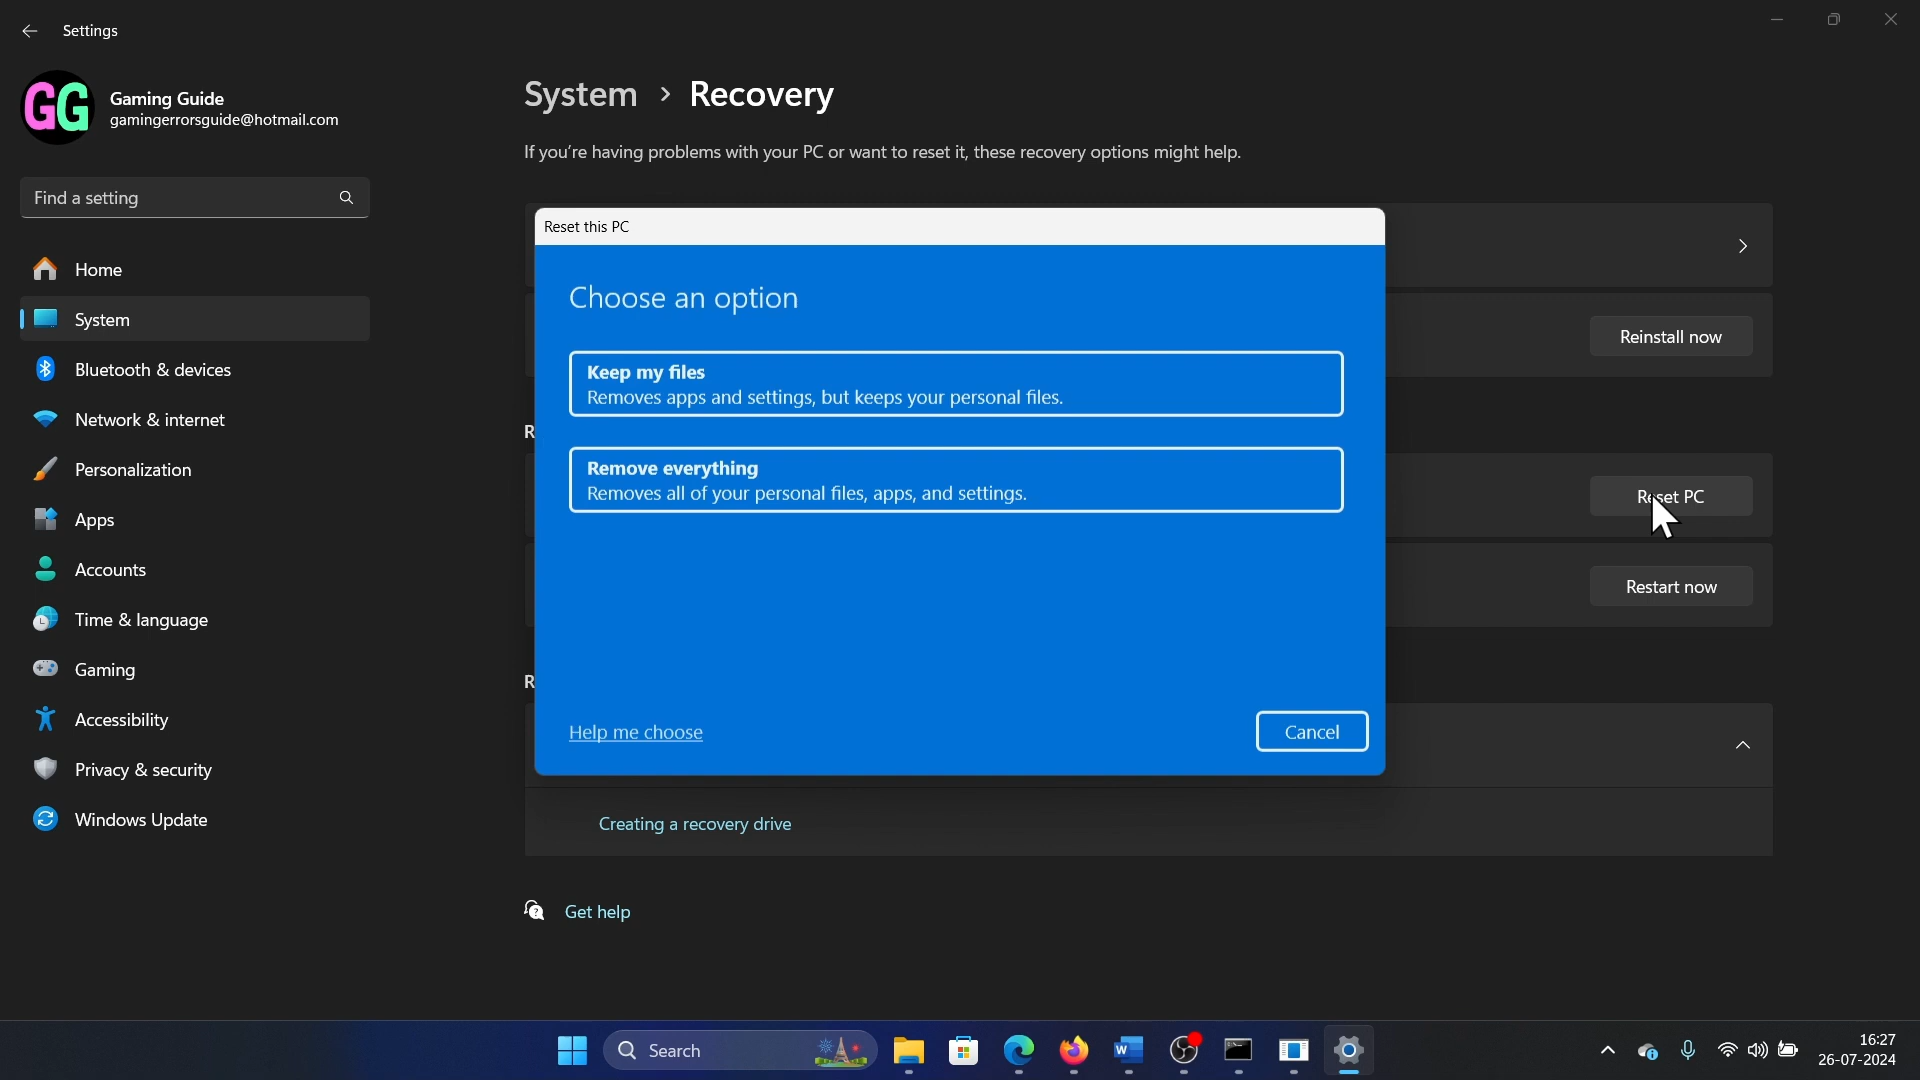 Settings
GG
Gaming Guide
gamingerrorsguide@hotmail.com
Find a setting
Home
System
Bluetooth & devices
Network & internet
Personalization
Apps
Accounts
Time & language
Gaming
Accessibility
Privacy & security
Windows Update
System > Recovery
If you're having problems with your PC or want to reset it, these recovery options might help.
Reset this PC
Choose an option
Keep my files
Removes apps and settings, but keeps your personal files.
Remove everything
Removes all of your personal files, apps, and settings.
Help me choose
Cancel
Reinstall now
R
Reset PC
Restart now
R
Creating a recovery drive
Get help
Search
16:27
26-07-2024